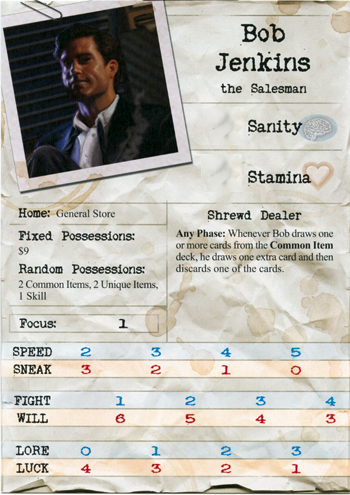 Bob
Jenkins
the Salesman
Sanity
Stamina
Home: General Store
Fixed Possessions:
$9
Random Possessions:
2 Common Items, 2 Unique Items,
1 Skill
Focus: 1
Shrewd Dealer
Any Phase: Whenever Bob draws one
or more cards from the Common Item
deck, he draws one extra card and then
discards one of the cards.
SPEED 2 3 4 5
SNEAK 3 2 1 0
FIGHT 1 2 3 4
WILL 6 5 4 3
LORE 0 1 2 3
LUCK 4 3 2 1